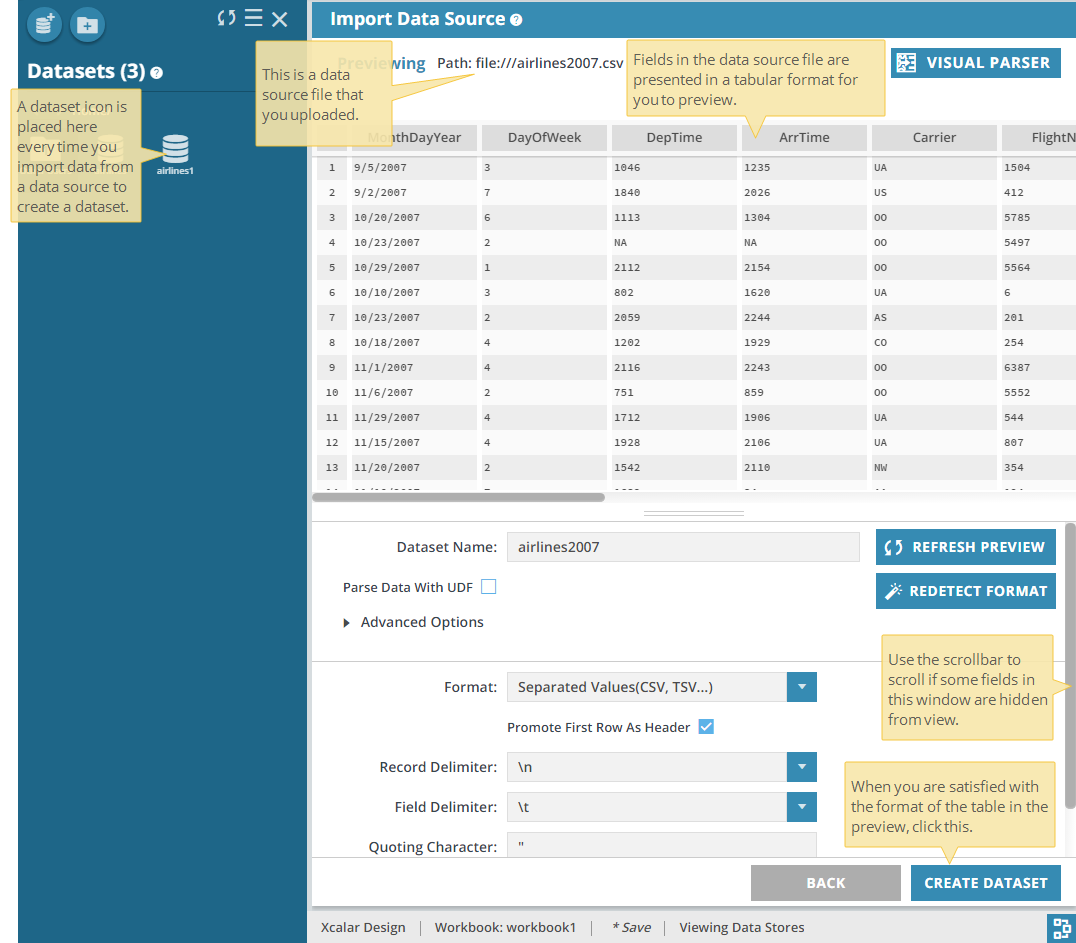 Import Data Source
Datasets (3)
Previewing Path: file:///airlines2007.csv
VISUAL PARSER
This is a data
source file that
you uploaded.
Fields in the data source file are
presented in a tabular format for
you to preview.
A dataset icon is
placed here
every time you
import data from
a data source to
create a dataset.
airlines1
MonthDayYear DayOfWeek DepTime ArrTime Carrier FlightN
1 9/5/2007 3 1046 1235 UA 1504
2 9/2/2007 7 1840 2026 US 412
3 10/20/2007 6 1113 1304 OO 5785
4 10/23/2007 2 NA NA OO 5497
5 10/29/2007 1 2112 2154 OO 5564
6 10/10/2007 3 802 1620 UA 6
7 10/23/2007 2 2059 2244 AS 201
8 10/18/2007 4 1202 1929 CO 254
9 11/1/2007 4 2116 2243 OO 6387
10 11/6/2007 2 751 859 OO 5552
11 11/29/2007 4 1712 1906 UA 544
12 11/15/2007 4 1928 2106 UA 807
13 11/20/2007 2 1542 2110 NW 354
Dataset Name: airlines2007
REFRESH PREVIEW
Parse Data With UDF
REDETECT FORMAT
Advanced Options
Use the scrollbar to
scroll if some fields in
this window are hidden
from view.
Format: Separated Values(CSV, TSV...)
Promote First Row As Header
Record Delimiter: \n
Field Delimiter: \t
Quoting Character: "
When you are satisfied with
the format of the table in the
preview, click this.
BACK
CREATE DATASET
Xcalar Design | Workbook: workbook1 | * Save | Viewing Data Stores